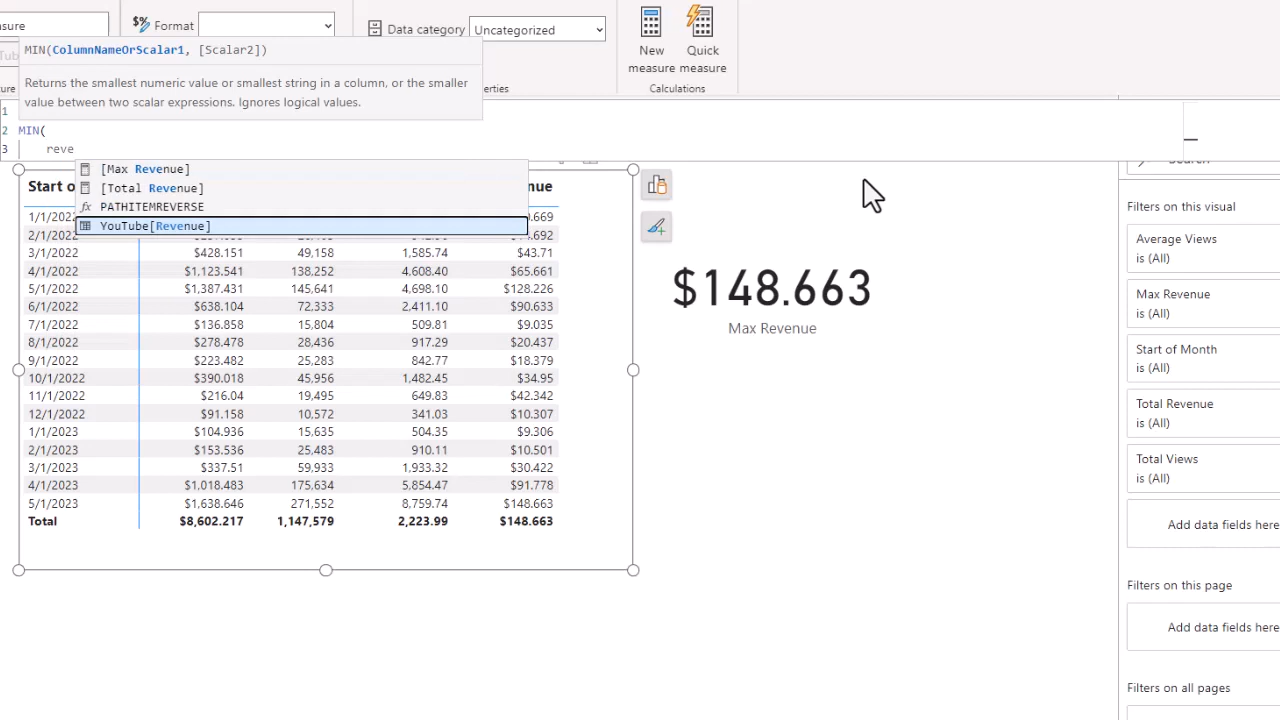 sure
Format
Data category
Uncategorized
New
measure
Quick
measure
Calculations
erties
MIN(ColumnNameOrScalar1, [Scalar2])
Returns the smallest numeric value or smallest string in a column, or the smaller
value between two scalar expressions. Ignores logical values.
1
2 MIN(
3 reve
[Max Revenue]
[Total Revenue]
PATHITEMREVERSE
YouTube[Revenue]
Start o nue
1/1/2022 .669
2/1/2022 .692
3/1/2022 $428.151 49,158 1,585.74 $43.71
4/1/2022 $1,123.541 138,252 4,608.40 $65.661
5/1/2022 $1,387.431 145,641 4,698.10 $128.226
6/1/2022 $638.104 72,333 2,411.10 $90.633
7/1/2022 $136.858 15,804 509.81 $9.035
8/1/2022 $278.478 28,436 917.29 $20.437
9/1/2022 $223.482 25,283 842.77 $18.379
10/1/2022 $390.018 45,956 1,482.45 $34.95
11/1/2022 $216.04 19,495 649.83 $42.342
12/1/2022 $91.158 10,572 341.03 $10.307
1/1/2023 $104.936 15,635 504.35 $9.306
2/1/2023 $153.536 25,483 910.11 $10.501
3/1/2023 $337.51 59,933 1,933.32 $30.422
4/1/2023 $1,018.483 175,634 5,854.47 $91.778
5/1/2023 $1,638.646 271,552 8,759.74 $148.663
Total $8,602.217 1,147,579 2,223.99 $148.663
$148.663
Max Revenue
Search
Filters on this visual
Average Views
is (All)
Max Revenue
is (All)
Start of Month
is (All)
Total Revenue
is (All)
Total Views
is (All)
Add data fields here
Filters on this page
Add data fields here
Filters on all pages